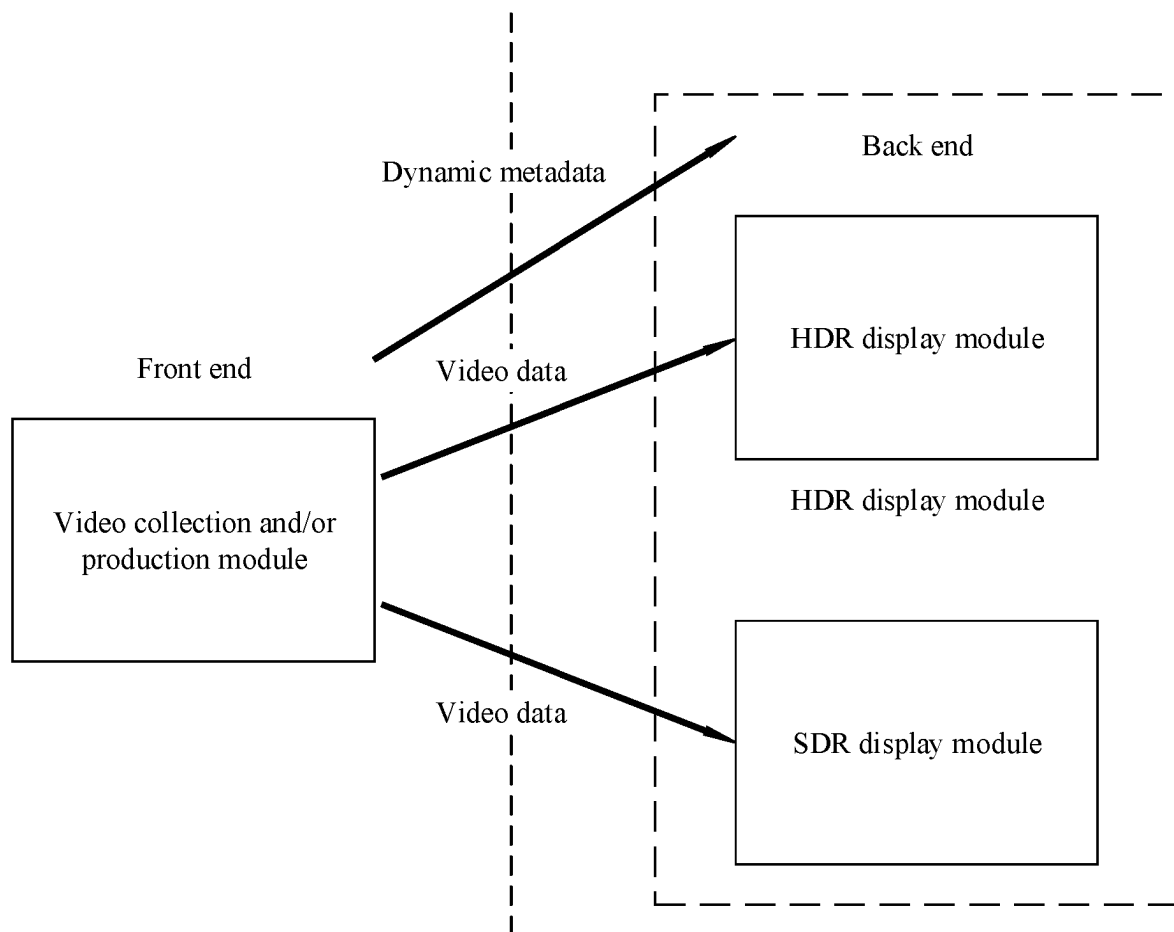 Back end
Dynamic metadata
HDR display module
Front end
Video data
HDR display module
Video collection and/or
production module
Video data
SDR display module